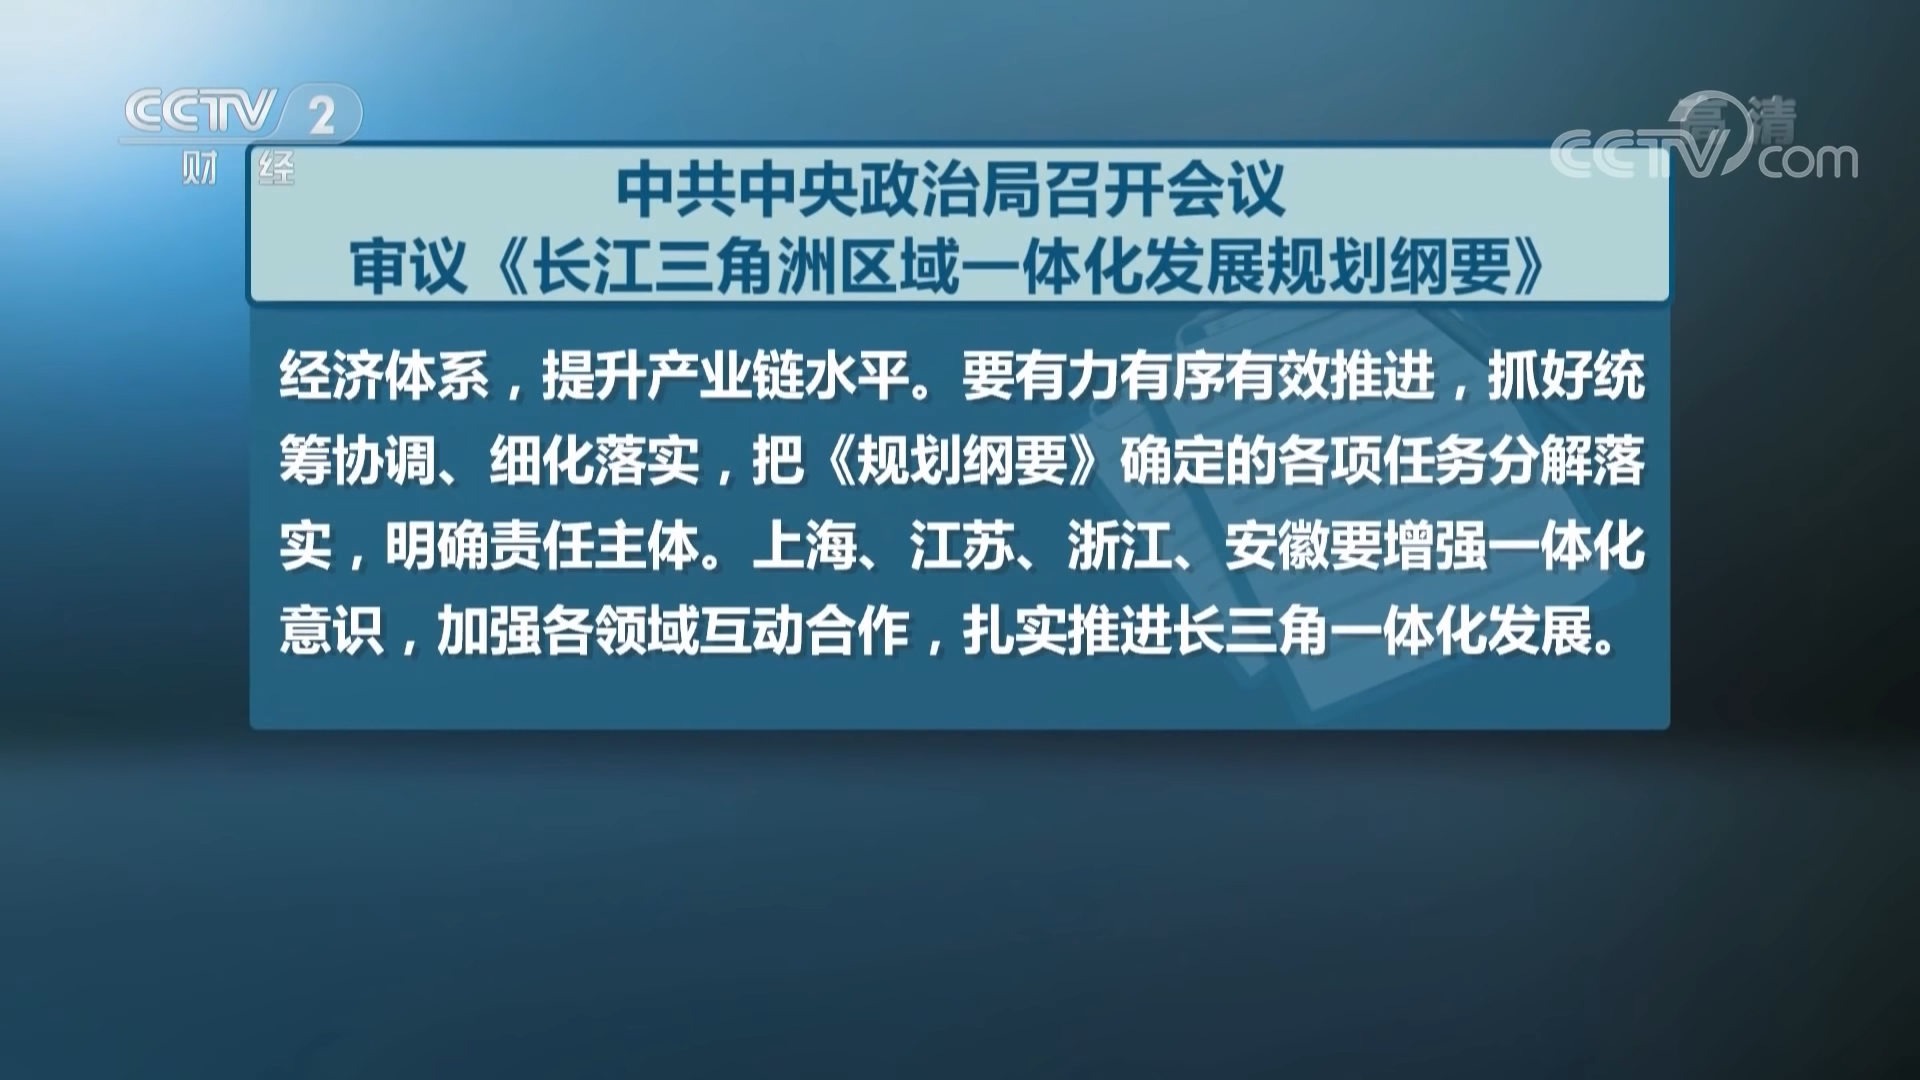 CCTV 2
财 经
高清
CCTV.com
中共中央政治局召开会议
审议《长江三角洲区域一体化发展规划纲要》
经济体系，提升产业链水平。要有力有序有效推进，抓好统
筹协调、细化落实，把《规划纲要》确定的各项任务分解落
实，明确责任主体。上海、江苏、浙江、安徽要增强一体化
意识，加强各领域互动合作，扎实推进长三角一体化发展。